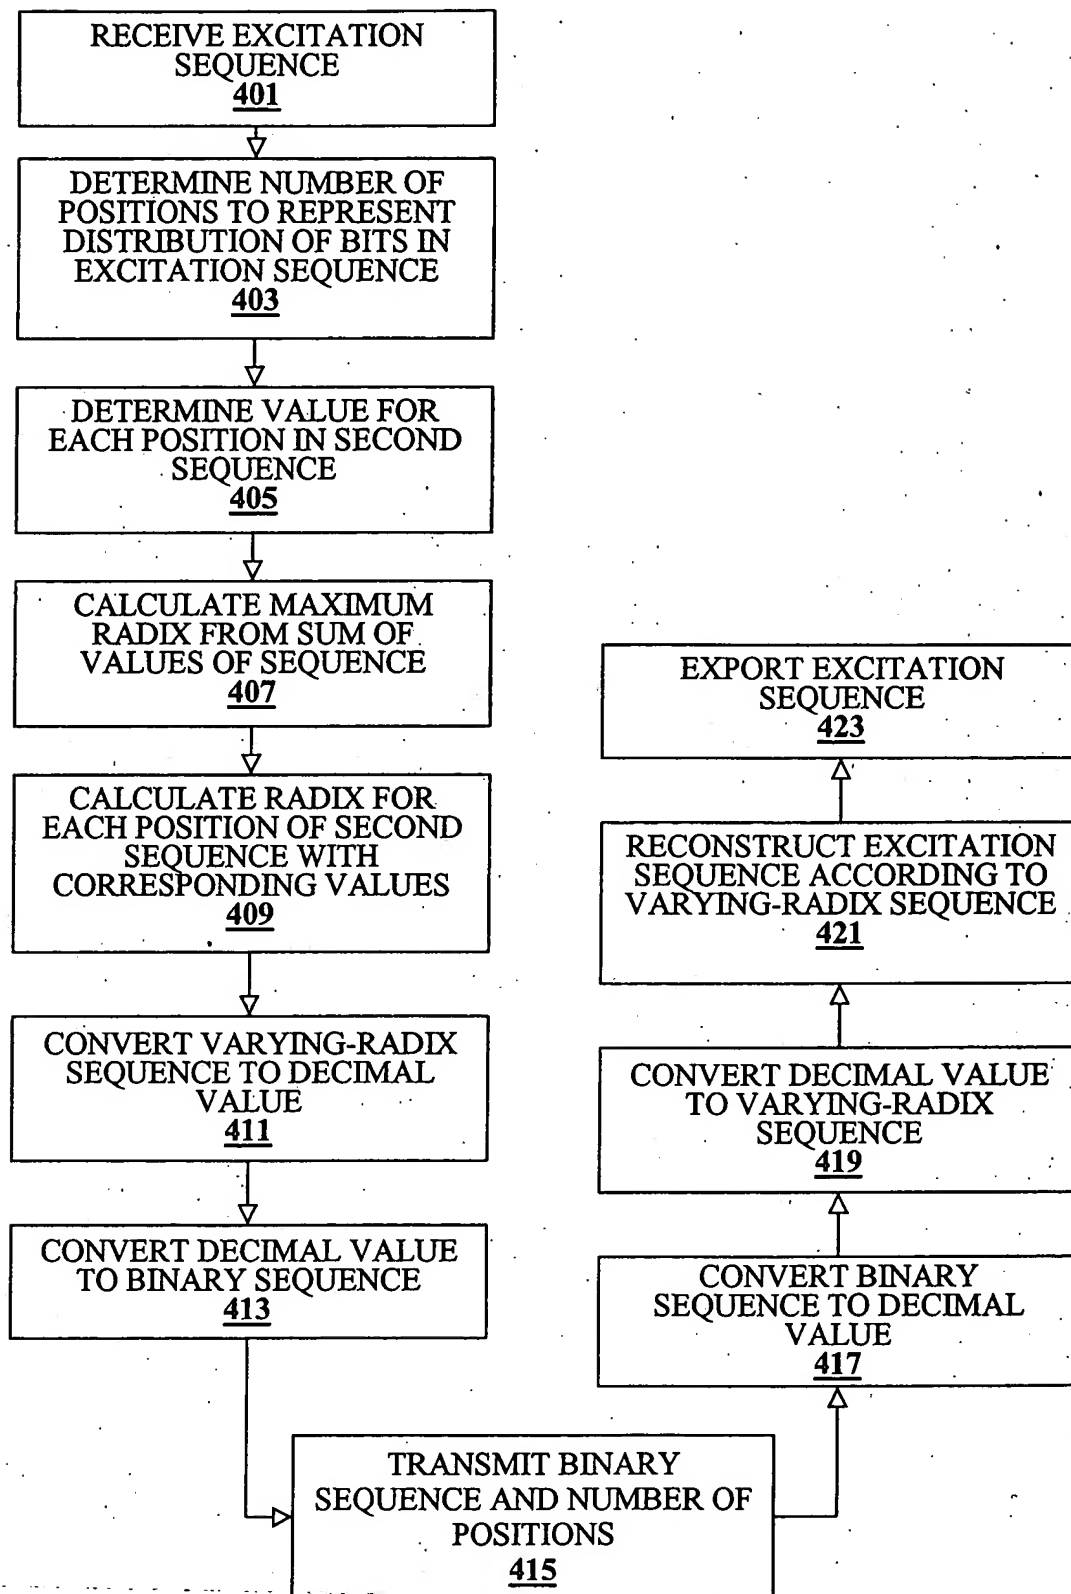 RECEIVE EXCITATION
SEQUENCE
401
DETERMINE NUMBER OF
POSITIONS TO REPRESENT
DISTRIBUTION OF BITS IN
EXCITATION SEQUENCE
403
DETERMINE VALUE FOR
EACH POSITION IN SECOND
SEQUENCE
405
CALCULATE MAXIMUM
RADIX FROM SUM OF
VALUES OF SEQUENCE
407
CALCULATE RADIX FOR
EACH POSITION OF SECOND
SEQUENCE WITH
CORRESPONDING VALUES
409
CONVERT VARYING-RADIX
SEQUENCE TO DECIMAL
VALUE
411
CONVERT DECIMAL VALUE
TO BINARY SEQUENCE
413
TRANSMIT BINARY
SEQUENCE AND NUMBER OF
POSITIONS
415
CONVERT BINARY
SEQUENCE TO DECIMAL
VALUE
417
CONVERT DECIMAL VALUE
TO VARYING-RADIX
SEQUENCE
419
RECONSTRUCT EXCITATION
SEQUENCE ACCORDING TO
VARYING-RADIX SEQUENCE
421
EXPORT EXCITATION
SEQUENCE
423